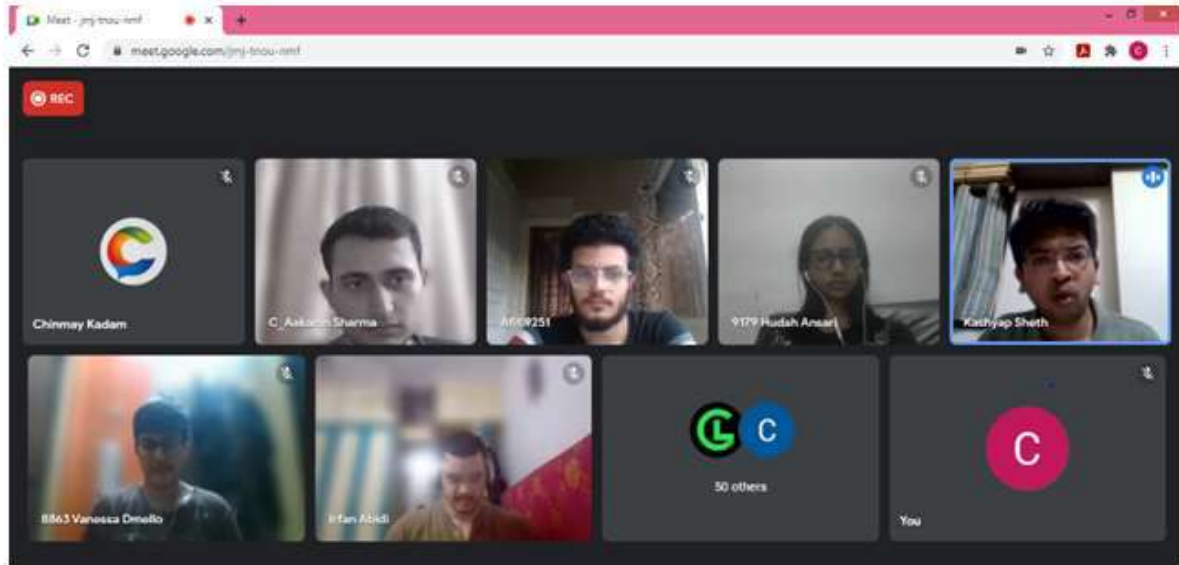 Meet - jmj-tnou-nmf
meet.google.com/jmj-tnou-nmf
C
REC
Chinmay Kadam
C_Aakarsh Sharma
9179 Hudah Ansari
Kashyap Sheth
8863 Vanessa Dmello
Irfan Abidi
C
50 others
C
You